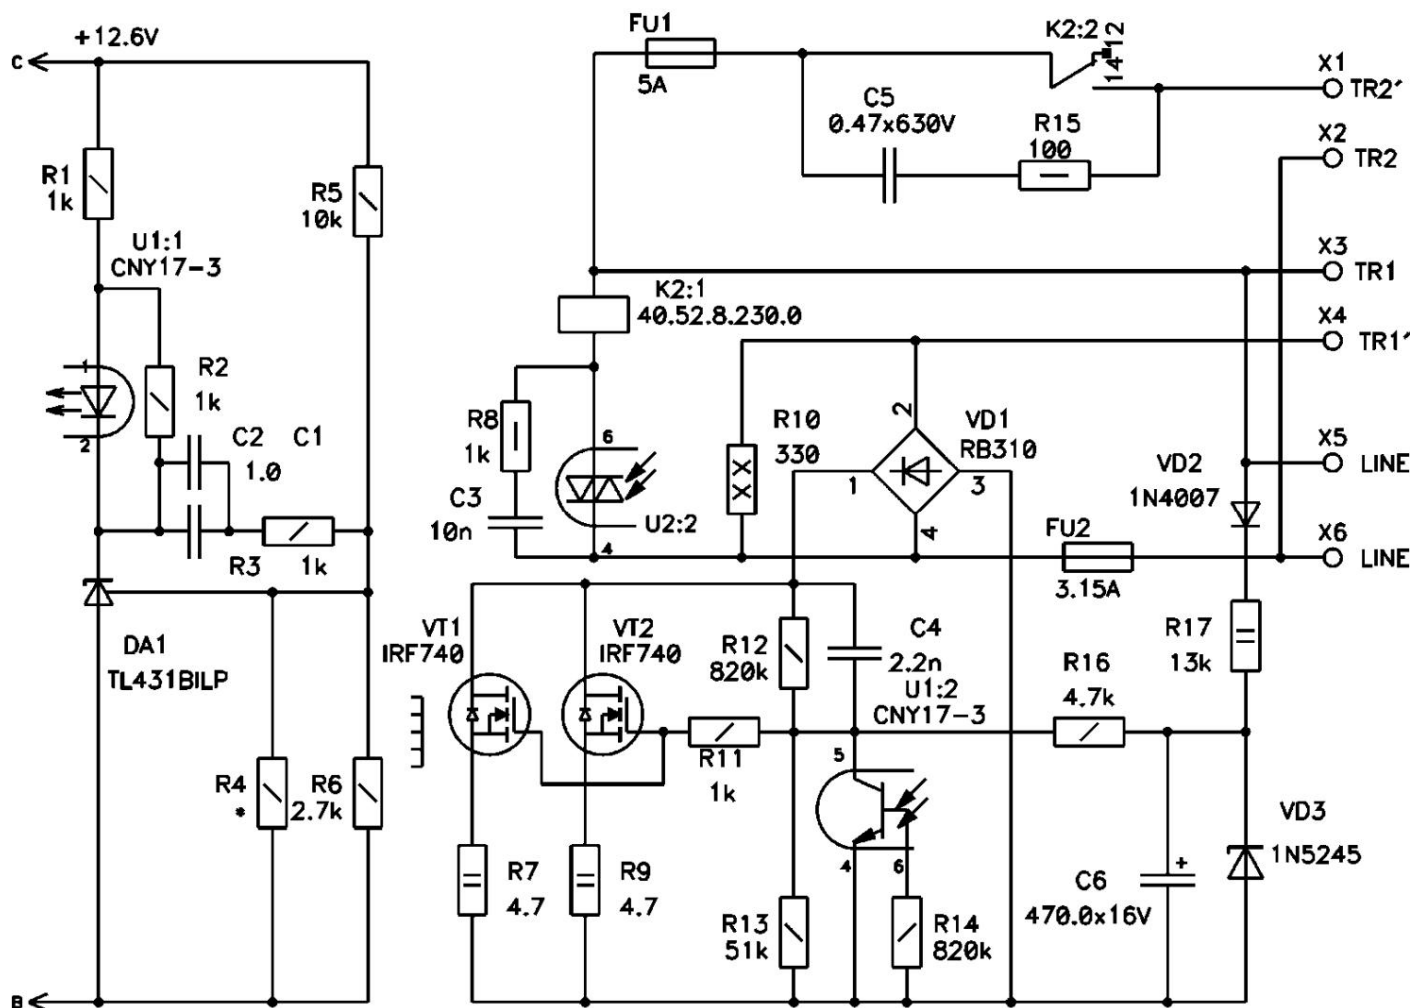 C
+12.6V
R1
1k
U1:1
CNY17-3
R5
10k
1
2
R2
1k
C2
1.0
C1
R3
1k
DA1
TL431BILP
R4
*
R6
2.7k
B
FU1
5A
K2:2
14
12
C5
0.47x630V
R15
100
X1
TR2'
X2
TR2
X3
TR1
X4
TR1'
X5
LINE
X6
LINE
K2:1
40.52.8.230.0
R8
1k
C3
10n
6
U2:2
4
R10
330
2
VD1
RB310
1
3
4
VD2
1N4007
FU2
3.15A
VT1
IRF740
VT2
IRF740
R12
820k
C4
2.2n
U1:2
CNY17-3
R17
13k
R16
4.7k
R11
1k
5
4
6
R7
4.7
R9
4.7
R13
51k
R14
820k
VD3
1N5245
C6
470.0x16V
+